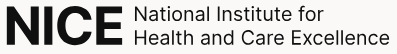 NICE
National Institute for
Health and Care Excellence